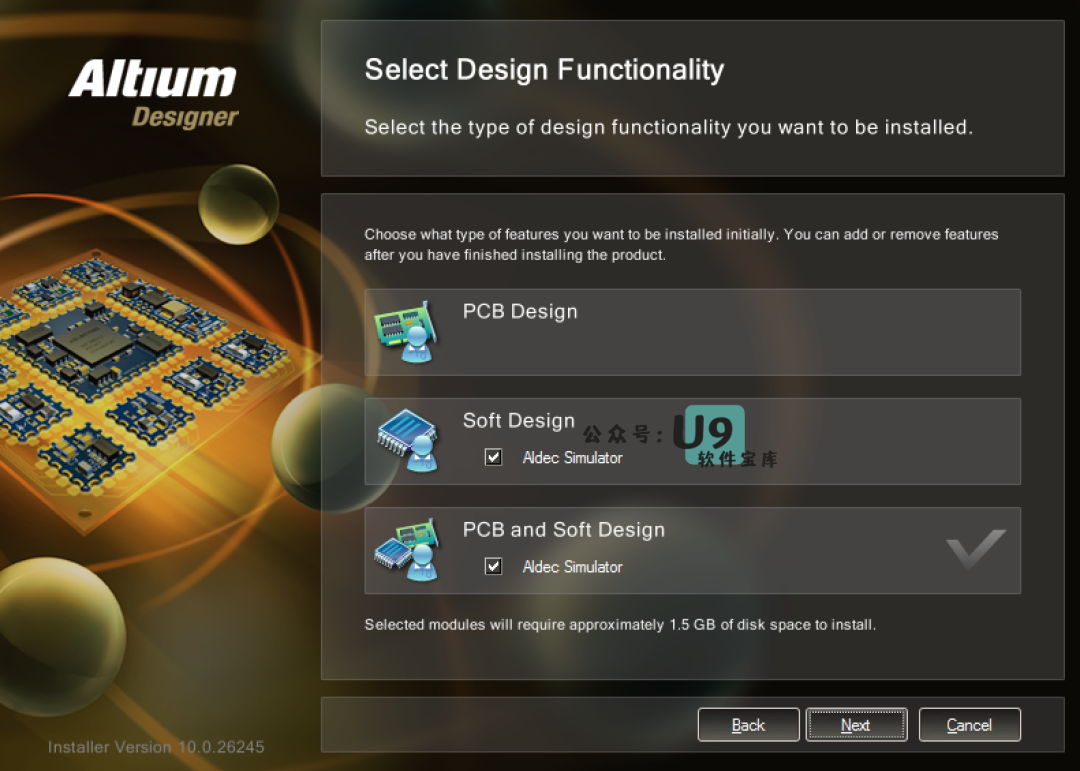 Altium
Designer
Select Design Functionality
Select the type of design functionality you want to be installed.
Choose what type of features you want to be installed initially. You can add or remove features
after you have finished installing the product.
PCB Design
Soft Design
Aldec Simulator
公众号:
U9
软件宝库
PCB and Soft Design
Aldec Simulator
Selected modules will require approximately 1.5 GB of disk space to install.
Back
Next
Cancel
Installer Version 10.0.26245